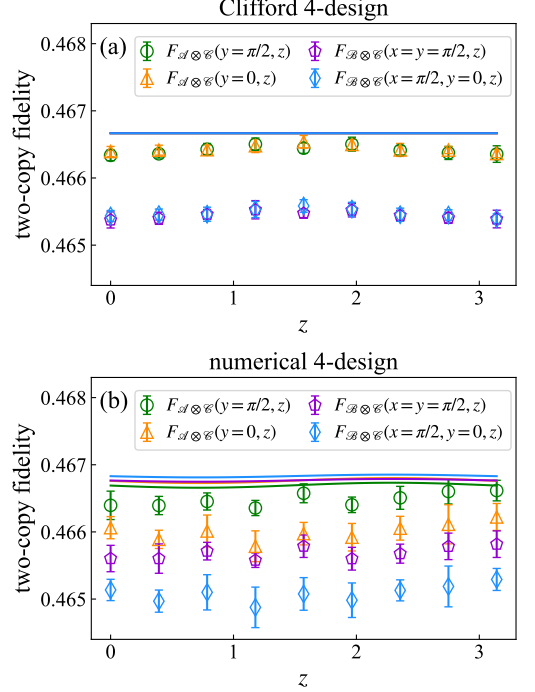 Clifford 4-design
(a)
F𝒜⊗𝒞(y = π/2, z)
Fℬ⊗𝒞(x = y = π/2, z)
F𝒜⊗𝒞(y = 0, z)
Fℬ⊗𝒞(x = π/2, y = 0, z)
0.468
0.467
0.466
0.465
two-copy fidelity
0 1 2 3
z
numerical 4-design
(b)
F𝒜⊗𝒞(y = π/2, z)
Fℬ⊗𝒞(x = y = π/2, z)
F𝒜⊗𝒞(y = 0, z)
Fℬ⊗𝒞(x = π/2, y = 0, z)
0.468
0.467
0.466
0.465
two-copy fidelity
0 1 2 3
z